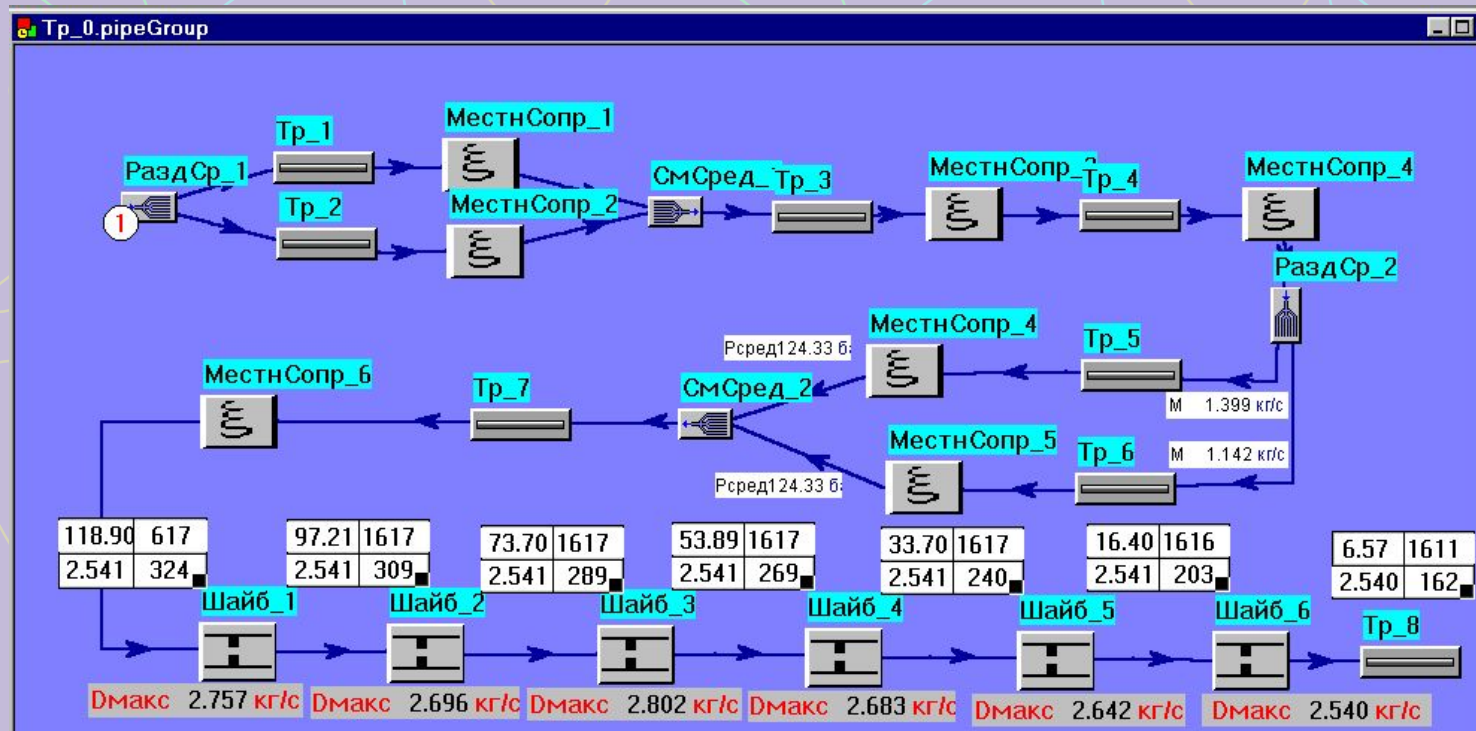 Тр_0.pipeGroup
МестнСопр_1
Тр_1
РаздСр_1
1
Тр_2
МестнСопр_2
СмСред_
Тр_3
МестнСопр_
Тр_4
МестнСопр_4
РаздСр_2
МестнСопр_4
Тр_5
Pсред124.33 б
М 1.399 кг/с
МестнСопр_6
Тр_7
СмСред_2
МестнСопр_5
Тр_6
М 1.142 кг/с
Pсред124.33 б
118.90 617
2.541 324
97.21 1617
2.541 309
73.70 1617
2.541 289
53.89 1617
2.541 269
33.70 1617
2.541 240
16.40 1616
2.541 203
6.57 1611
2.540 162
Шайб_1
Шайб_2
Шайб_3
Шайб_4
Шайб_5
Шайб_6
Тр_8
Dмакс 2.757 кг/с
Dмакс 2.696 кг/с
Dмакс 2.802 кг/с
Dмакс 2.683 кг/с
Dмакс 2.642 кг/с
Dмакс 2.540 кг/с